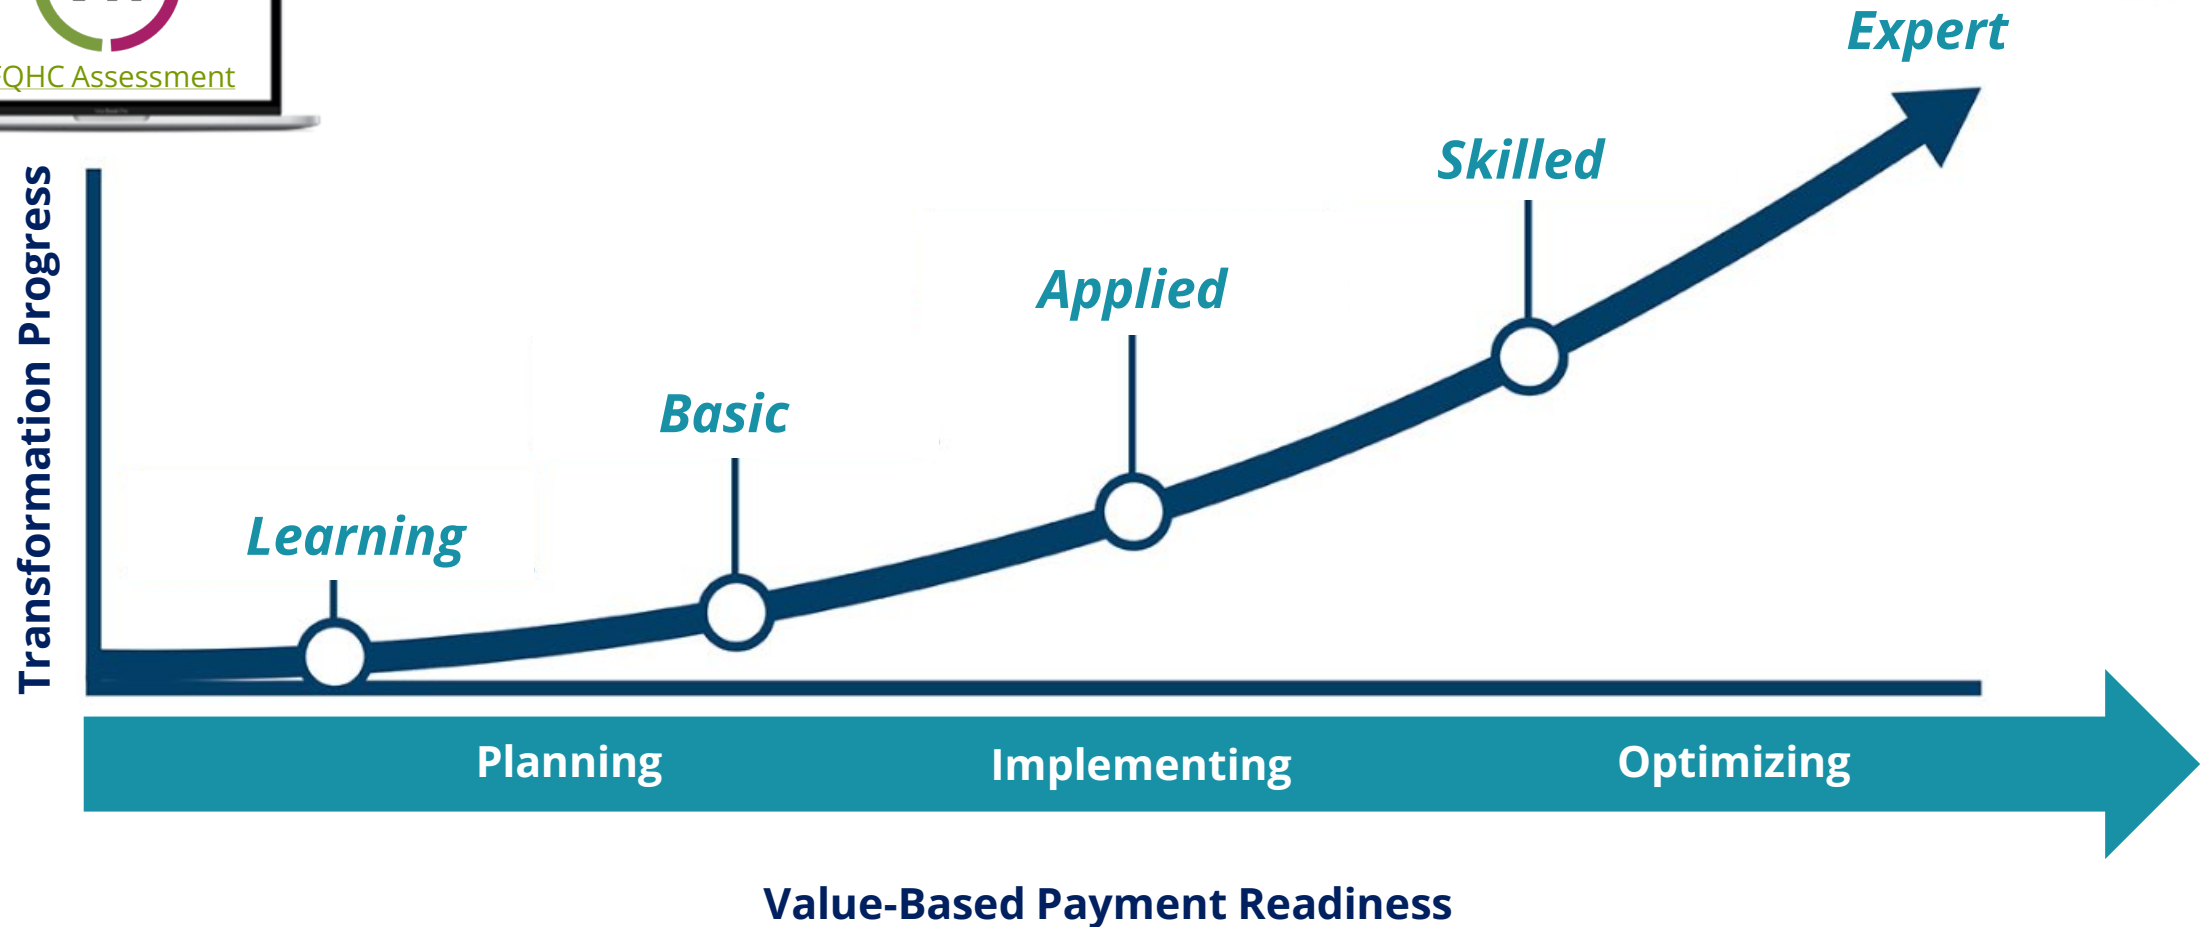 QHC Assessment
Expert
Skilled
Applied
Basic
Learning
Transformation Progress
Planning
Implementing
Optimizing
Value-Based Payment Readiness